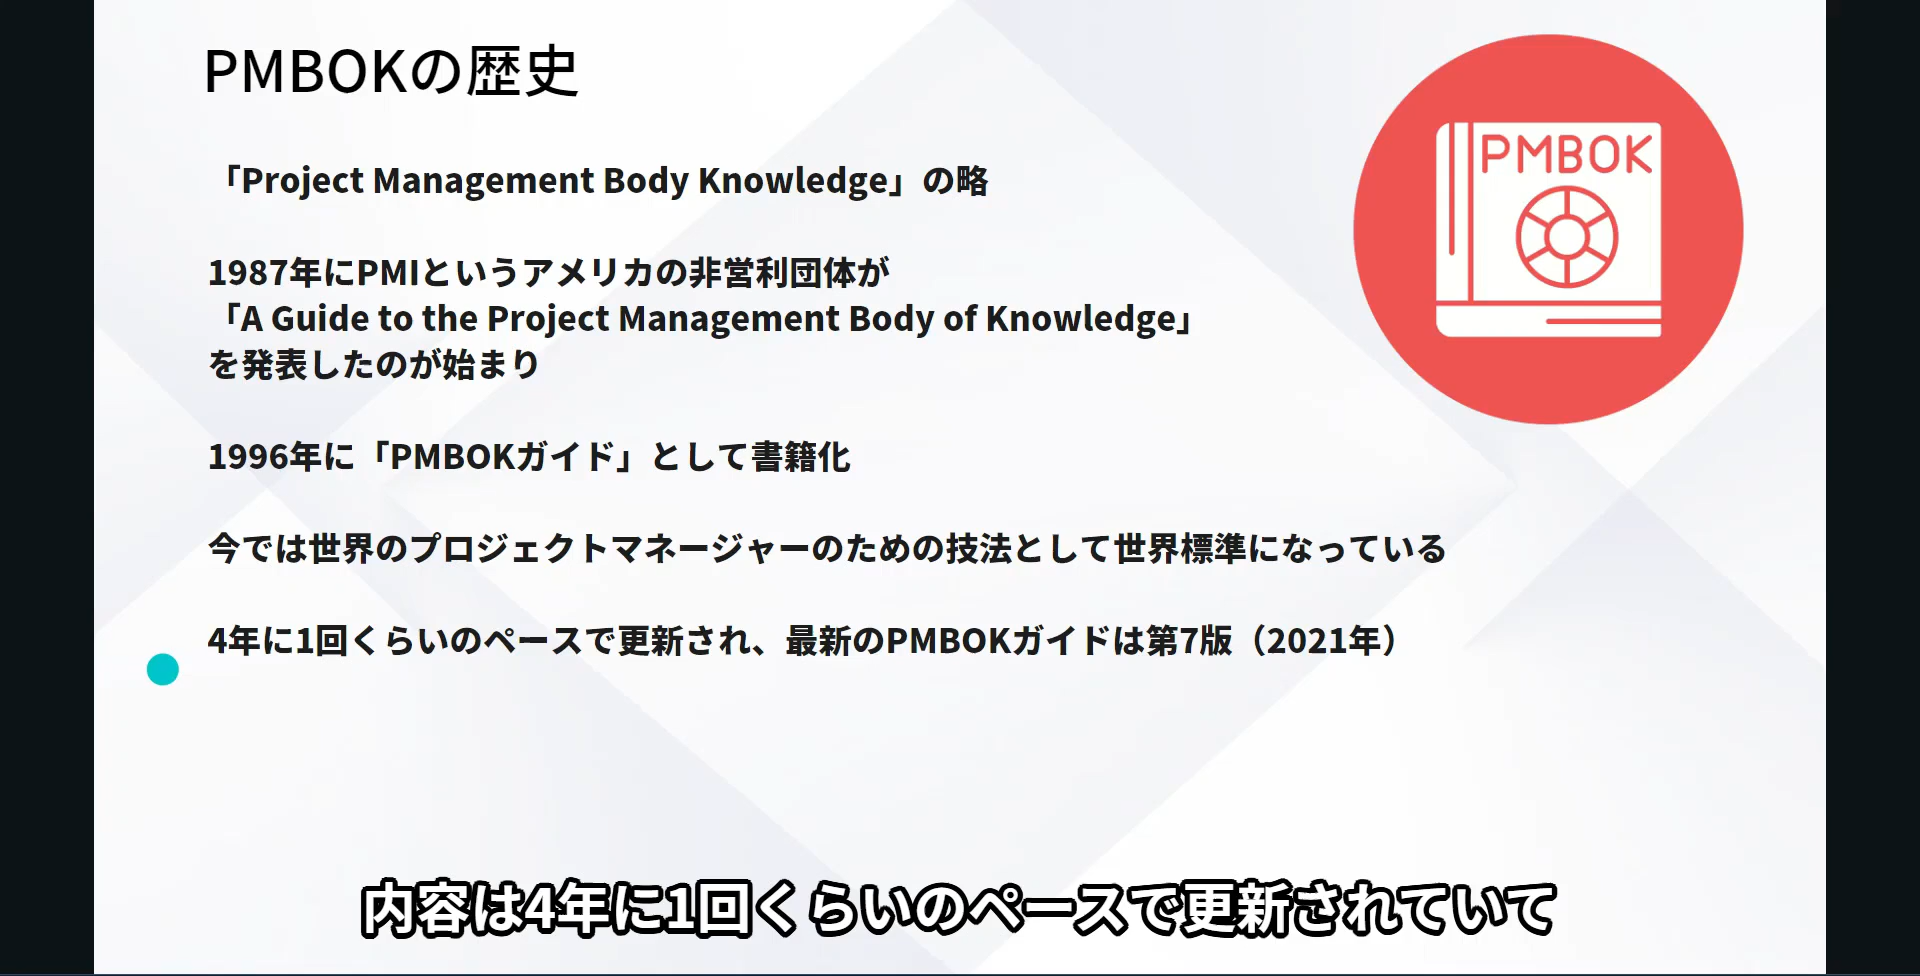 PMBOKの歴史
PMBOK
「Project Management Body Knowledge」の略
1987年にPMIというアメリカの非営利団体が
「A Guide to the Project Management Body of Knowledge」
を発表したのが始まり
1996年に「PMBOKガイド」として書籍化
今では世界のプロジェクトマネージャーのための技法として世界標準になっている
4年に1回くらいのペースで更新され、最新のPMBOKガイドは第7版（2021年）
内容は4年に1回くらいのペースで更新されていて